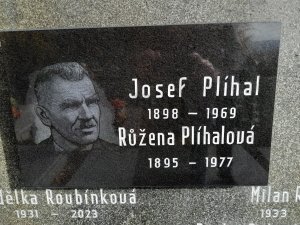 Josef Plíhal
1898 – 1969
Růžena Plíhalová
1895 – 1977
Roubínková
1931 – 2023
Milan
1933